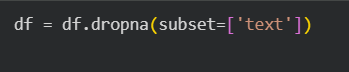 df = df.dropna(subset=['text'])